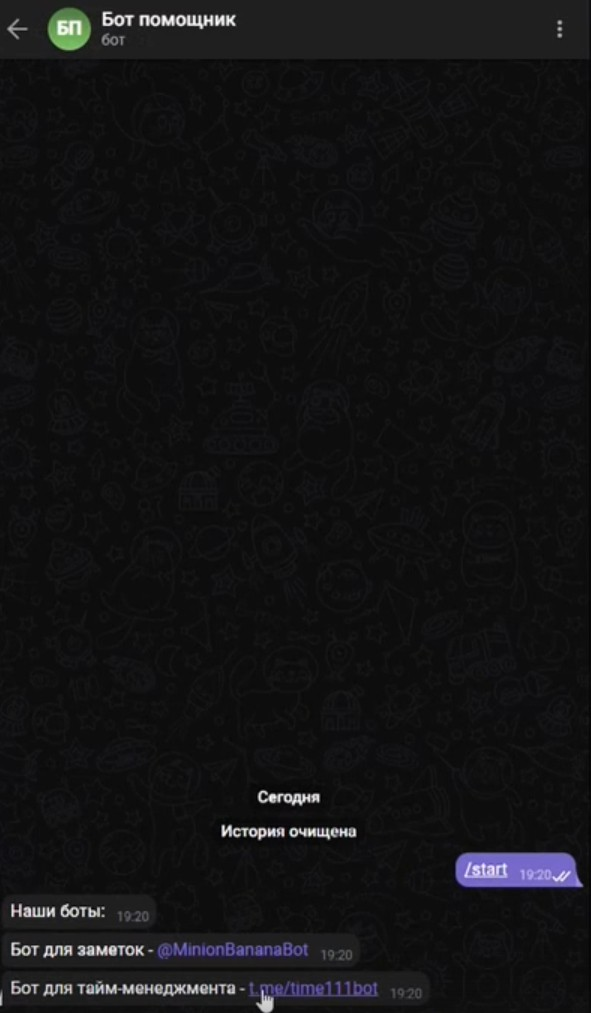 БП
Бот помощник
бот
Сегодня
История очищена
/start 19:20
Наши боты: 19:20
Бот для заметок - @MinionBananaBot 19:20
Бот для тайм-менеджмента - t.me/time111bot 19:20